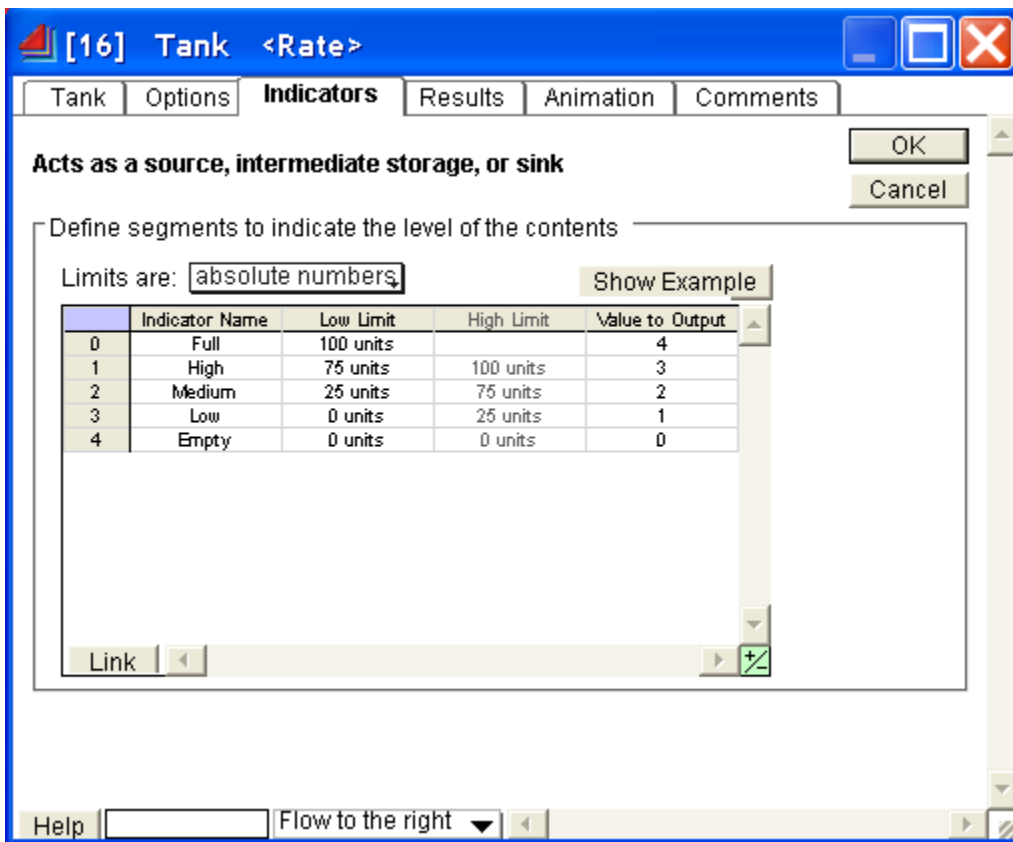 [16] Tank <Rate>
Tank Options Indicators Results Animation Comments
Acts as a source, intermediate storage, or sink
OK
Cancel
Define segments to indicate the level of the contents
Limits are: absolute numbers
Show Example
Indicator Name Low Limit High Limit Value to Output
0 Full 100 units 4
1 High 75 units 100 units 3
2 Medium 25 units 75 units 2
3 Low 0 units 25 units 1
4 Empty 0 units 0 units 0
Link
+/-
Help Flow to the right